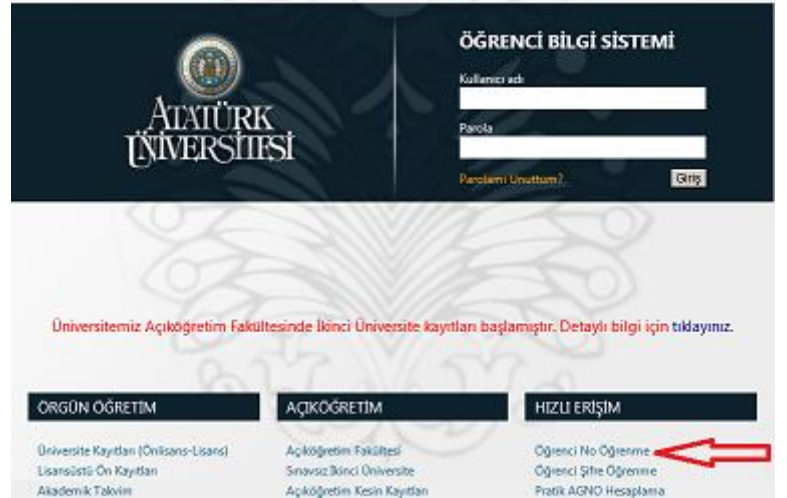 ATATÜRK
ÜNİVERSİTESİ
ÖĞRENCİ BİLGİ SİSTEMİ
Kullanıcı adı
Parola
Parolamı Unuttum?
Giriş
Üniversitemiz Açıköğretim Fakültesinde İkinci Üniversite kayıtları başlamıştır. Detaylı bilgi için tıklayınız.
ÖRGÜN ÖĞRETİM
Üniversite Kayıtları (Önlisans-Lisans)
Lisansüstü Ön Kayıtları
Akademik Takvim
AÇIKÖĞRETİM
Açıköğretim Fakültesi
Sınavsız İkinci Üniversite
Açıköğretim Kesin Kayıtları
HIZLI ERİŞİM
Öğrenci No Öğrenme
Öğrenci Şifre Öğrenme
Pratik AGNO Hesaplama